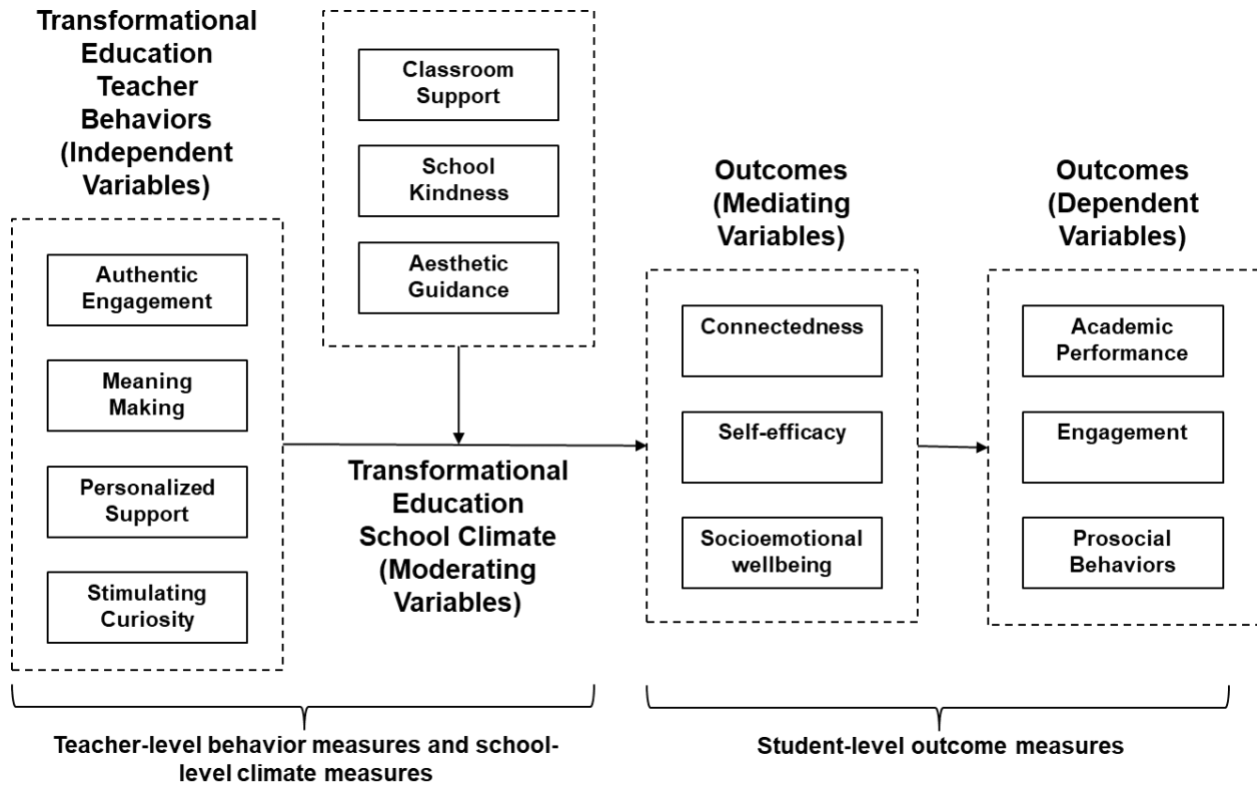 Transformational
Education
Teacher
Behaviors
(Independent
Variables)
Authentic
Engagement
Meaning
Making
Personalized
Support
Stimulating
Curiosity
Classroom
Support
School
Kindness
Aesthetic
Guidance
Transformational
Education
School Climate
(Moderating
Variables)
Outcomes
(Mediating
Variables)
Connectedness
Self-efficacy
Socioemotional
wellbeing
Outcomes
(Dependent
Variables)
Academic
Performance
Engagement
Prosocial
Behaviors
Teacher-level behavior measures and school-
level climate measures
Student-level outcome measures